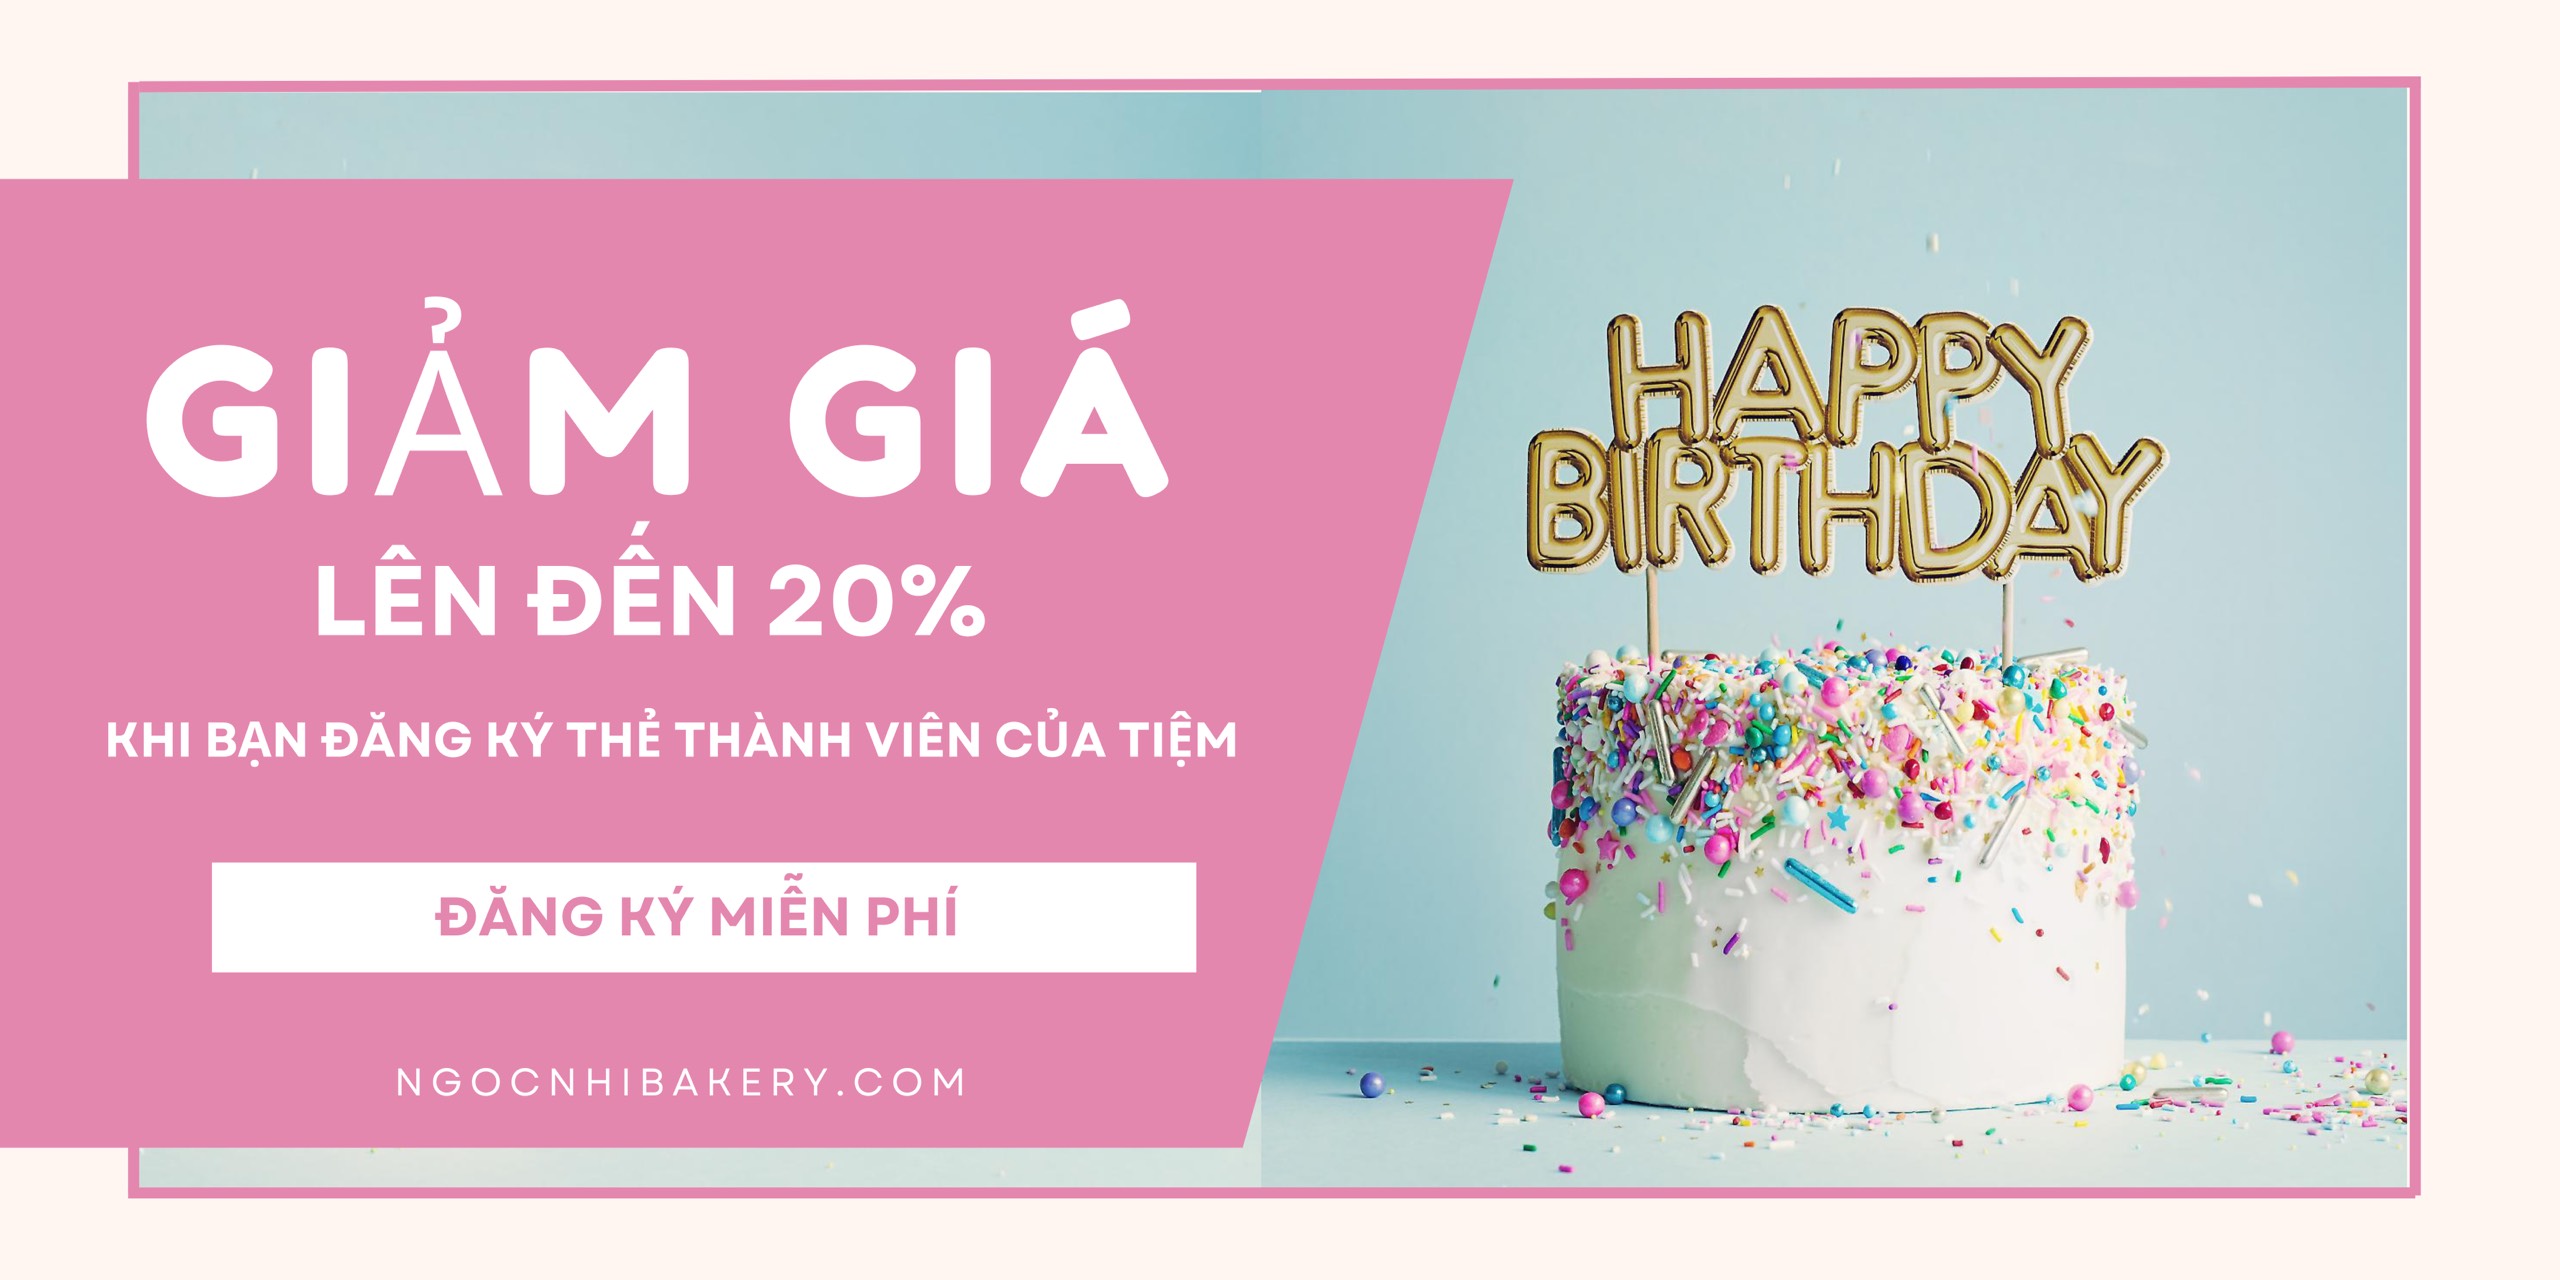 GIẢM GIÁ
LÊN ĐẾN 20%
KHI BẠN ĐĂNG KÝ THẺ THÀNH VIÊN CỦA TIỆM
ĐĂNG KÝ MIỄN PHÍ
NGOCNHIBAKERY.COM
HAPPY
BIRTHDAY